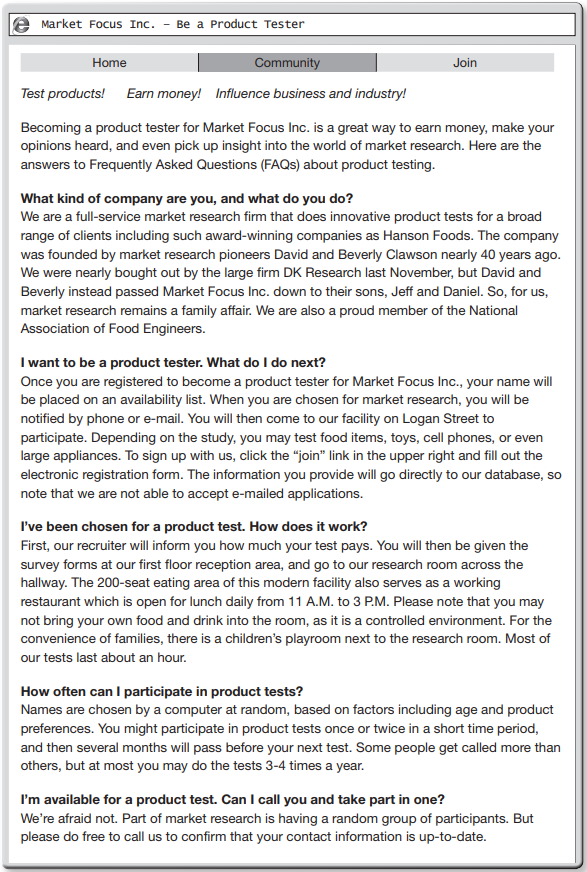 Market Focus Inc. – Be a Product Tester
Home Community Join
Test products! Earn money! Influence business and industry!
Becoming a product tester for Market Focus Inc. is a great way to earn money, make your
opinions heard, and even pick up insight into the world of market research. Here are the
answers to Frequently Asked Questions (FAQs) about product testing.
What kind of company are you, and what do you do?
We are a full-service market research firm that does innovative product tests for a broad
range of clients including such award-winning companies as Hanson Foods. The company
was founded by market research pioneers David and Beverly Clawson nearly 40 years ago.
We were nearly bought out by the large firm DK Research last November, but David and
Beverly instead passed Market Focus Inc. down to their sons, Jeff and Daniel. So, for us,
market research remains a family affair. We are also a proud member of the National
Association of Food Engineers.
I want to be a product tester. What do I do next?
Once you are registered to become a product tester for Market Focus Inc., your name will
be placed on an availability list. When you are chosen for market research, you will be
notified by phone or e-mail. You will then come to our facility on Logan Street to
participate. Depending on the study, you may test food items, toys, cell phones, or even
large appliances. To sign up with us, click the “join” link in the upper right and fill out the
electronic registration form. The information you provide will go directly to our database, so
note that we are not able to accept e-mailed applications.
I’ve been chosen for a product test. How does it work?
First, our recruiter will inform you how much your test pays. You will then be given the
survey forms at our first floor reception area, and go to our research room across the
hallway. The 200-seat eating area of this modern facility also serves as a working
restaurant which is open for lunch daily from 11 A.M. to 3 P.M. Please note that you may
not bring your own food and drink into the room, as it is a controlled environment. For the
convenience of families, there is a children’s playroom next to the research room. Most of
our tests last about an hour.
How often can I participate in product tests?
Names are chosen by a computer at random, based on factors including age and product
preferences. You might participate in product tests once or twice in a short time period,
and then several months will pass before your next test. Some people get called more than
others, but at most you may do the tests 3-4 times a year.
I’m available for a product test. Can I call you and take part in one?
We’re afraid not. Part of market research is having a random group of participants. But
please do free to call us to confirm that your contact information is up-to-date.